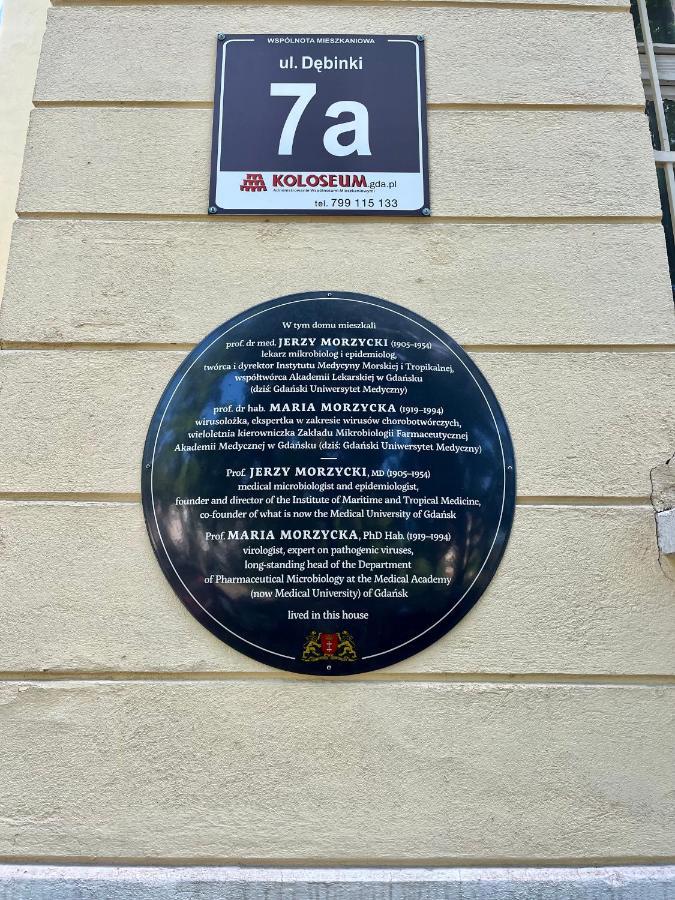 WSPÓLNOTA MIESZKANIOWA
ul. Dębinki
7a
KOLOSEUM.gda.pl
Administrowanie Wspólnotami Mieszkaniowymi
tel. 799 115 133
W tym domu mieszkali
prof. dr med. JERZY MORZYCKI (1905–1954)
lekarz mikrobiolog i epidemiolog,
twórca i dyrektor Instytutu Medycyny Morskiej i Tropikalnej,
współtwórca Akademii Lekarskiej w Gdańsku
(dziś: Gdański Uniwersytet Medyczny)
prof. dr hab. MARIA MORZYCKA (1919–1994)
wirusolożka, ekspertka w zakresie wirusów chorobotwórczych,
wieloletnia kierowniczka Zakładu Mikrobiologii Farmaceutycznej
Akademii Medycznej w Gdańsku (dziś: Gdański Uniwersytet Medyczny)
Prof. JERZY MORZYCKI, MD (1905–1954)
medical microbiologist and epidemiologist,
founder and director of the Institute of Maritime and Tropical Medicine,
co-founder of what is now the Medical University of Gdańsk
Prof. MARIA MORZYCKA, PhD Hab. (1919–1994)
virologist, expert on pathogenic viruses,
long-standing head of the Department
of Pharmaceutical Microbiology at the Medical Academy
(now Medical University) of Gdańsk
lived in this house